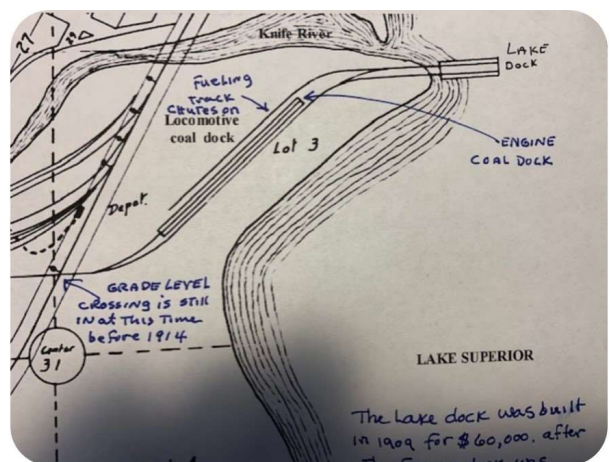 27
29
Knife River
LAKE
DOCK
FUELING
TRACK
CHUTES ON
Locomotive
coal dock
Lot 3
ENGINE
COAL DOCK
Depot.
GRADE LEVEL
CROSSING IS STILL
IN AT THIS TIME
before 1914
Center
31
LAKE SUPERIOR
The Lake dock was built
in 1909 for $60,000. after